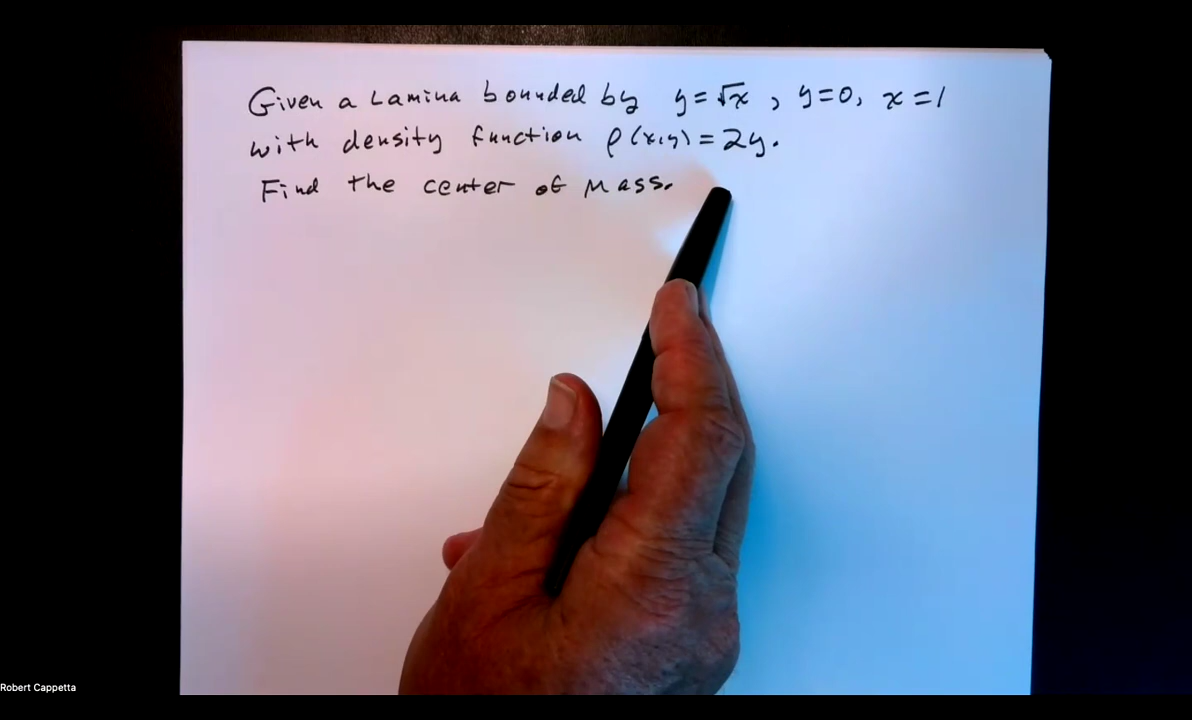 Given a Lamina bounded by y=√x, y=0, x=1
with density function ρ(x,y)=2y.
Find the center of Mass.
Robert Cappetta